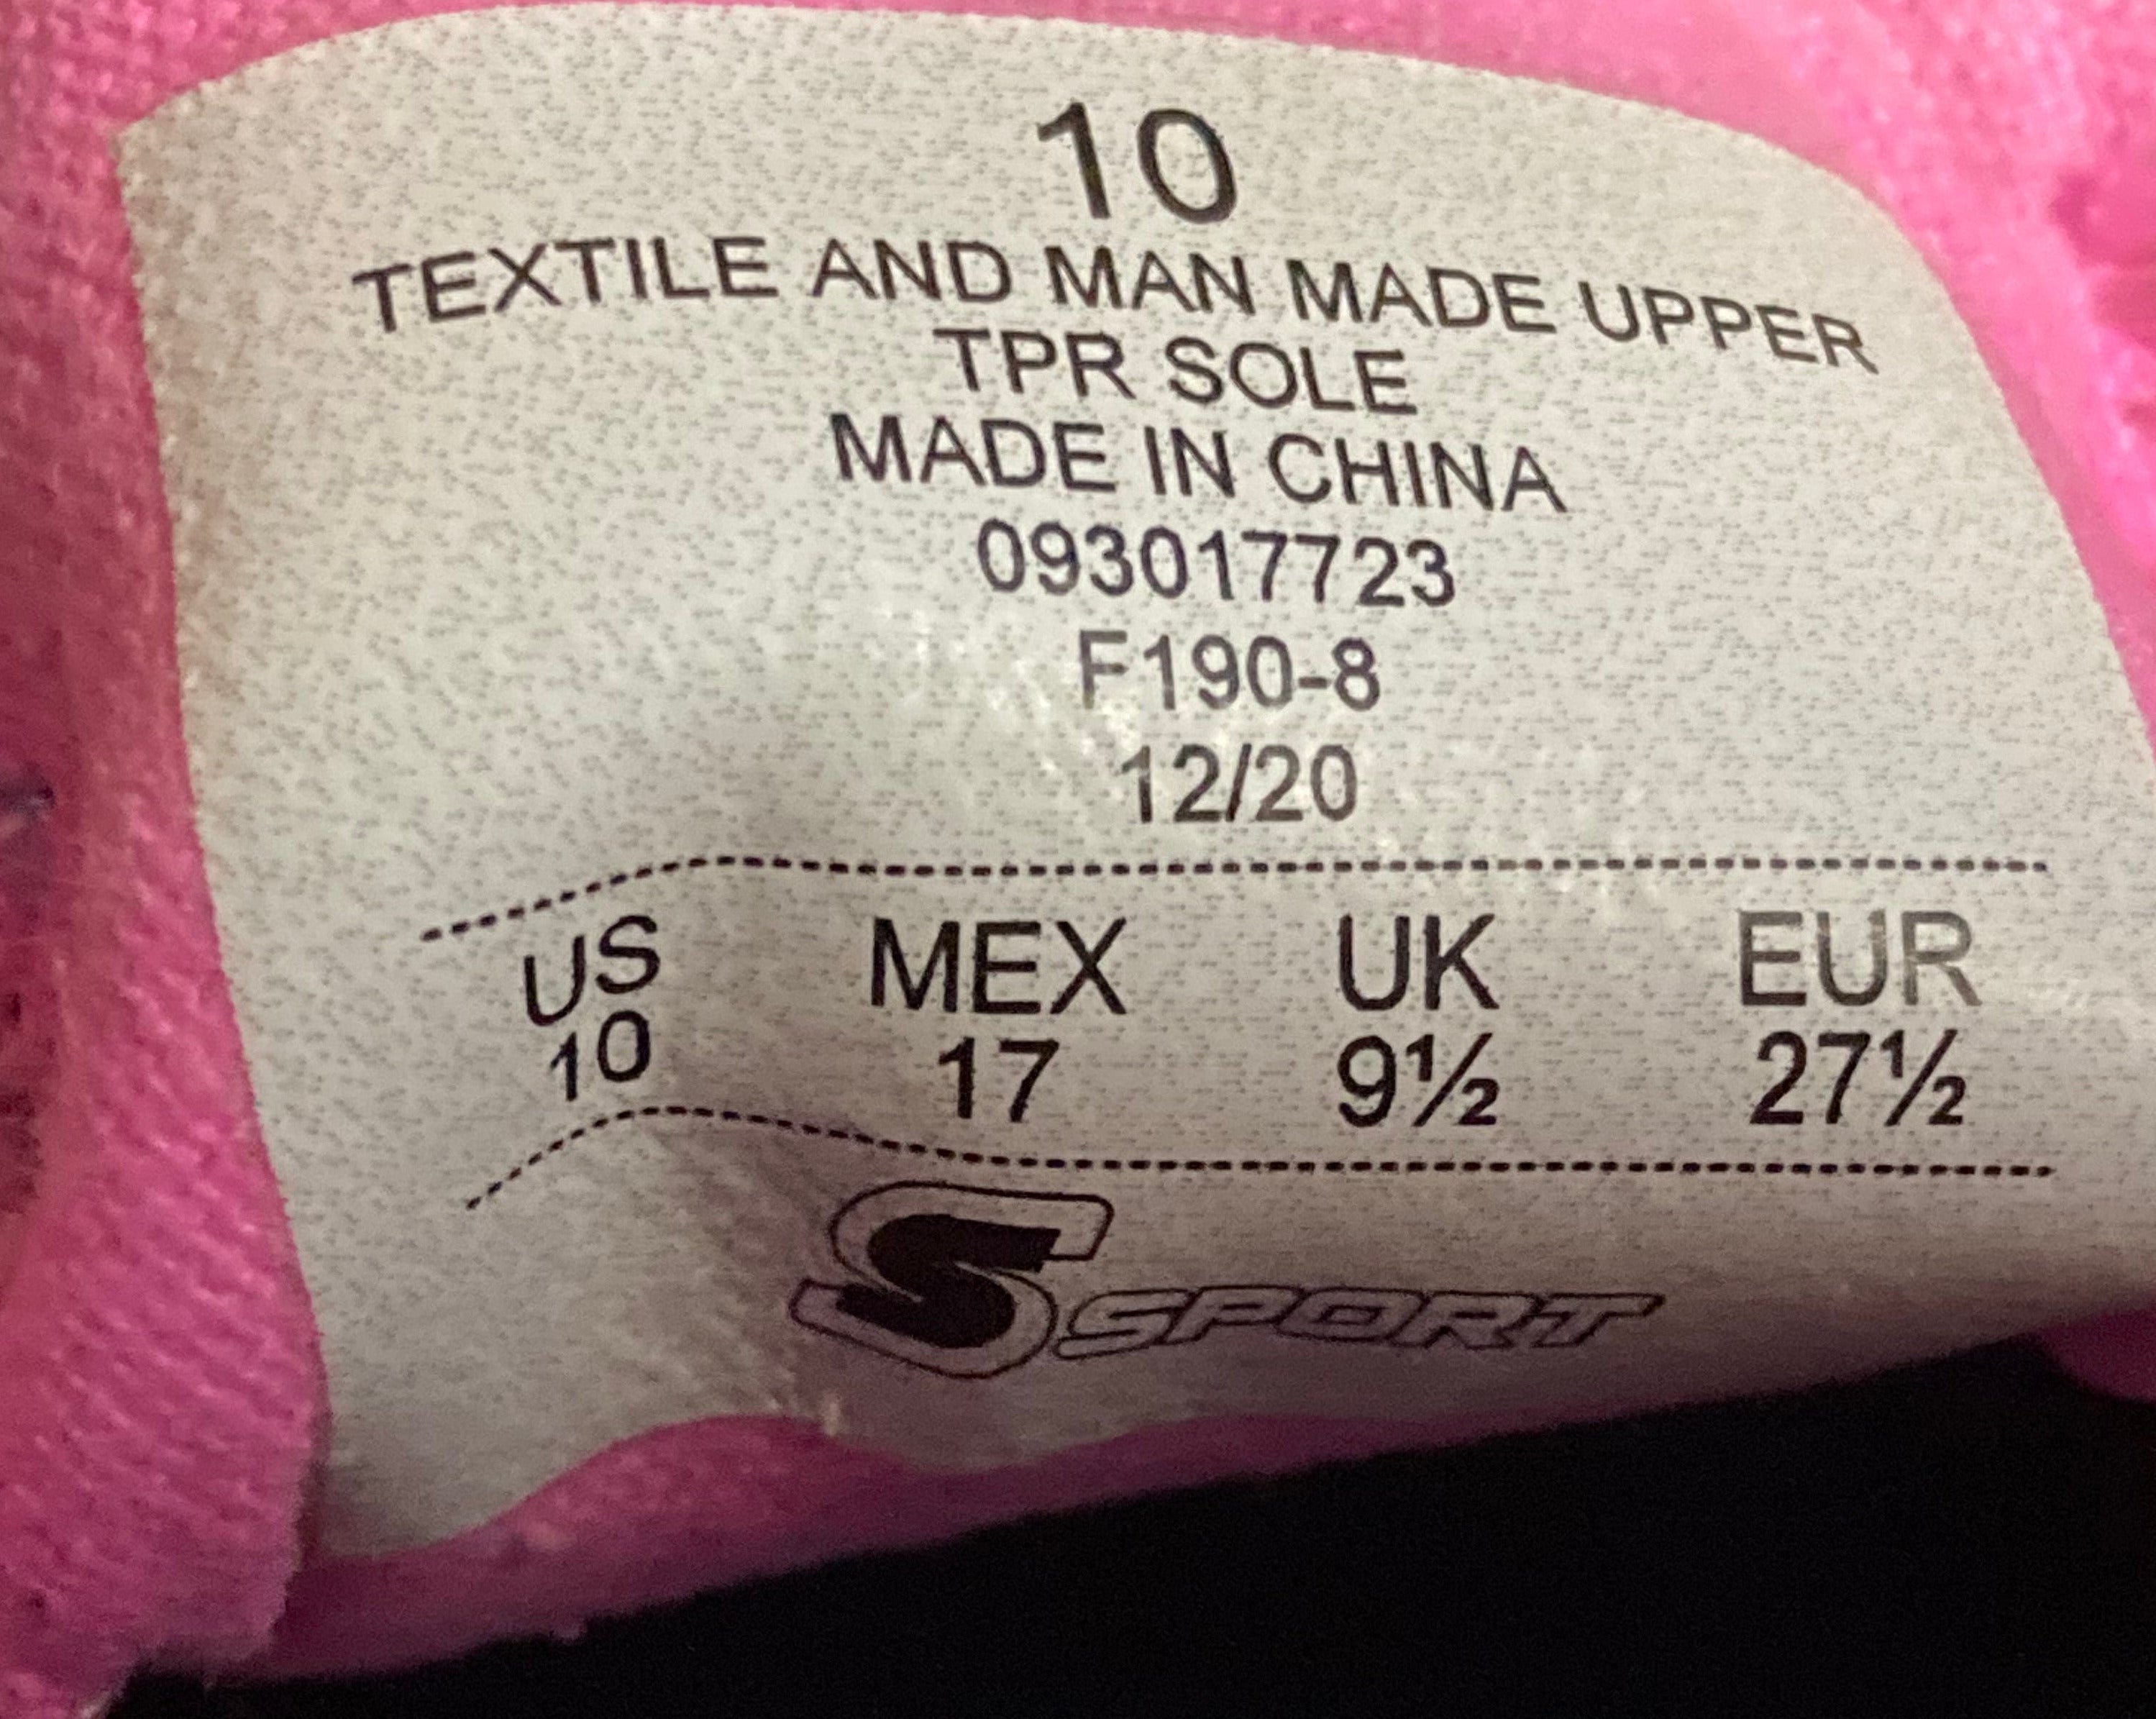 10
TEXTILE AND MAN MADE UPPER
TPR SOLE
MADE IN CHINA
093017723
F190-8
12/20
US MEX UK EUR
10 17 9½ 27½
S SPORT